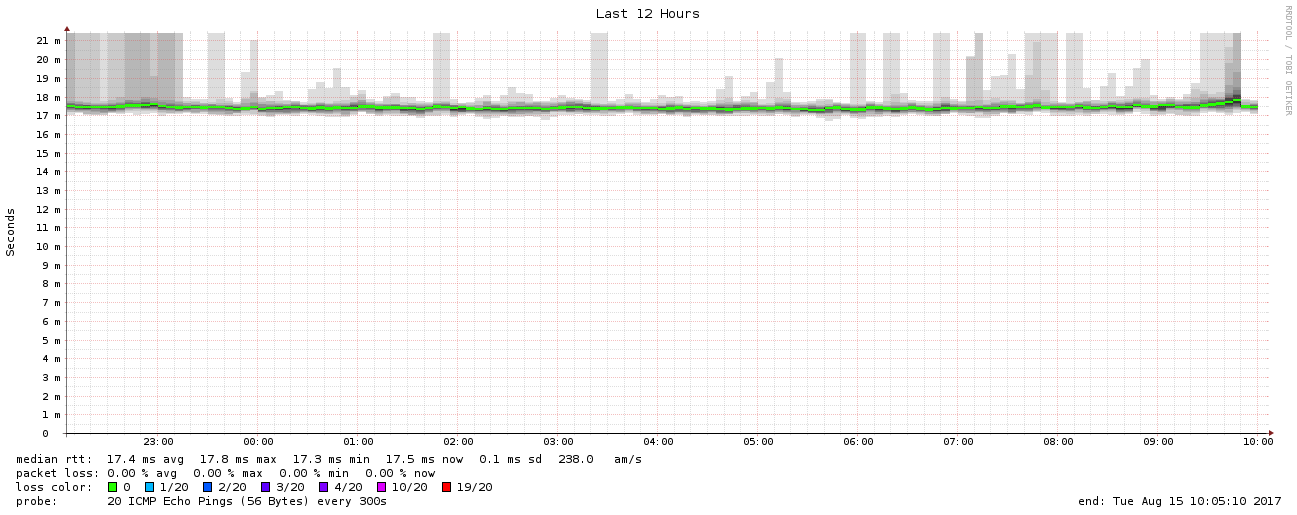 Last 12 Hours
RRDTOOL / TOBI OETIKER
21 m
20 m
19 m
18 m
17 m
16 m
15 m
14 m
13 m
12 m
11 m
10 m
9 m
8 m
7 m
6 m
5 m
4 m
3 m
2 m
1 m
0
Seconds
23:00 00:00 01:00 02:00 03:00 04:00 05:00 06:00 07:00 08:00 09:00 10:00
median rtt: 17.4 ms avg 17.8 ms max 17.3 ms min 17.5 ms now 0.1 ms sd 238.0 am/s
packet loss: 0.00 % avg 0.00 % max 0.00 % min 0.00 % now
loss color: 0 1/20 2/20 3/20 4/20 10/20 19/20
probe: 20 ICMP Echo Pings (56 Bytes) every 300s end: Tue Aug 15 10:05:10 2017